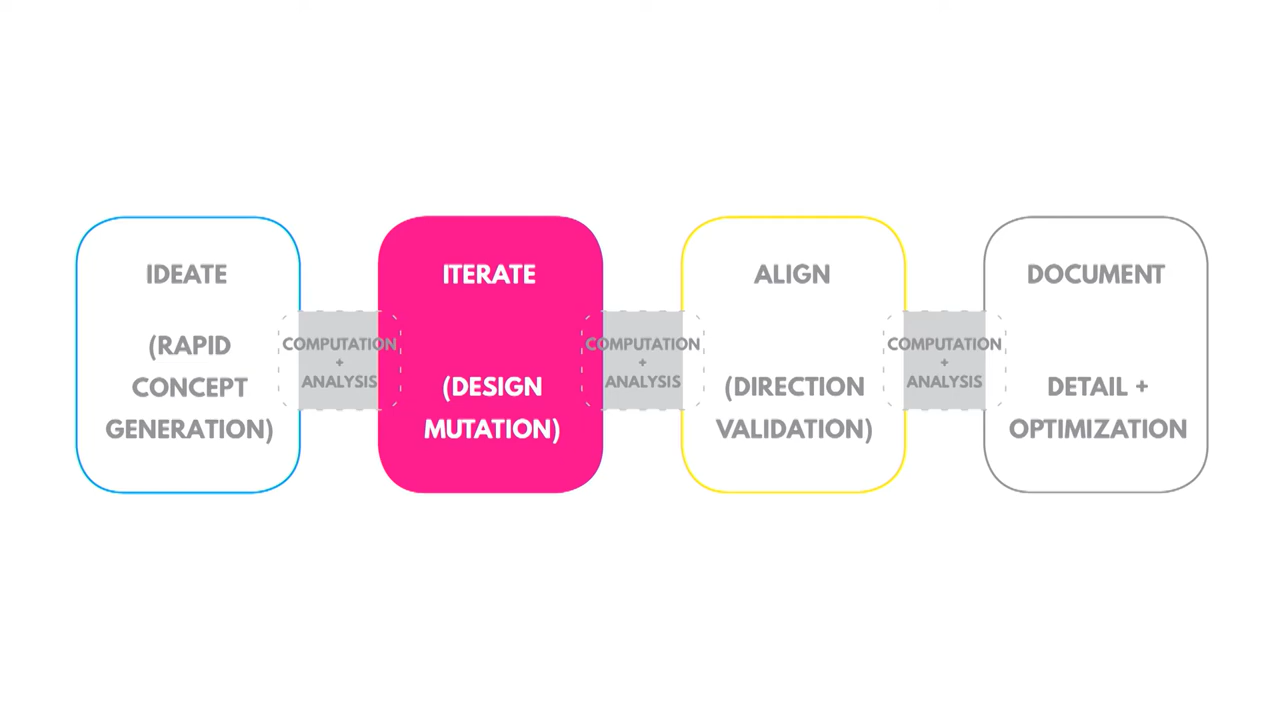 IDEATE
(RAPID
CONCEPT
GENERATION)
COMPUTATION
+
ANALYSIS
ITERATE
(DESIGN
MUTATION)
COMPUTATION
+
ANALYSIS
ALIGN
(DIRECTION
VALIDATION)
COMPUTATION
+
ANALYSIS
DOCUMENT
DETAIL +
OPTIMIZATION